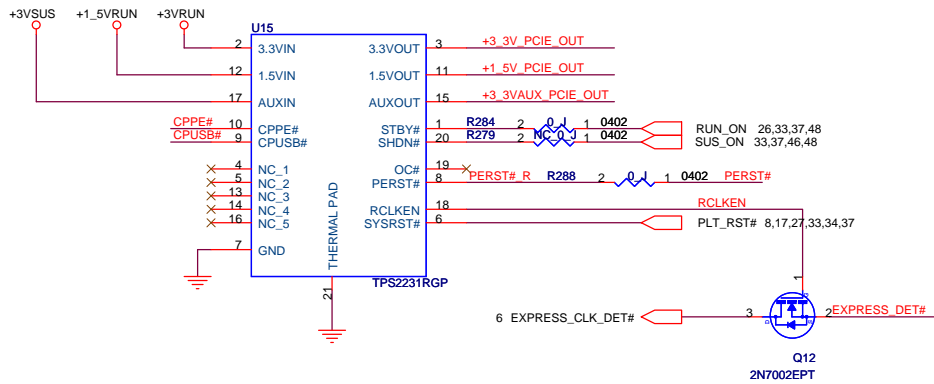 +3VSUS +1_5VRUN +3VRUN
U15
2 3.3VIN 3.3VOUT 3 +3_3V_PCIE_OUT
12 1.5VIN 1.5VOUT 11 +1_5V_PCIE_OUT
17 AUXIN AUXOUT 15 +3_3VAUX_PCIE_OUT
CPPE# 10 CPPE# STBY# 1 R284 2 0_J 1 0402 RUN_ON 26,33,37,48
CPUSB# 9 CPUSB# SHDN# 20 R279 2 NC_0_J 1 0402 SUS_ON 33,37,46,48
4 NC_1 OC# 19
5 NC_2 PERST# 8 PERST#_R R288 2 0_J 1 0402 PERST#
13 NC_3
14 NC_4 RCLKEN 18 RCLKEN
16 NC_5 SYSRST# 6 PLT_RST# 8,17,27,33,34,37
7 GND
THERMAL PAD
21
TPS2231RGP
1
G
6 EXPRESS_CLK_DET# 3 D S 2 EXPRESS_DET#
Q12
2N7002EPT